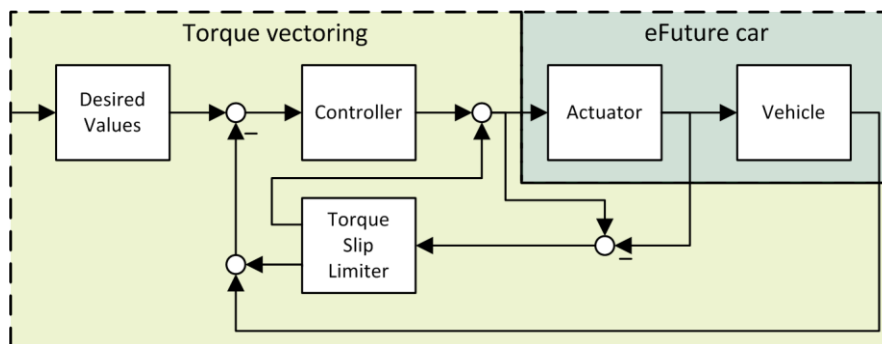 Torque vectoring
eFuture car
Desired
Values
Controller
Actuator
Vehicle
Torque
Slip
Limiter